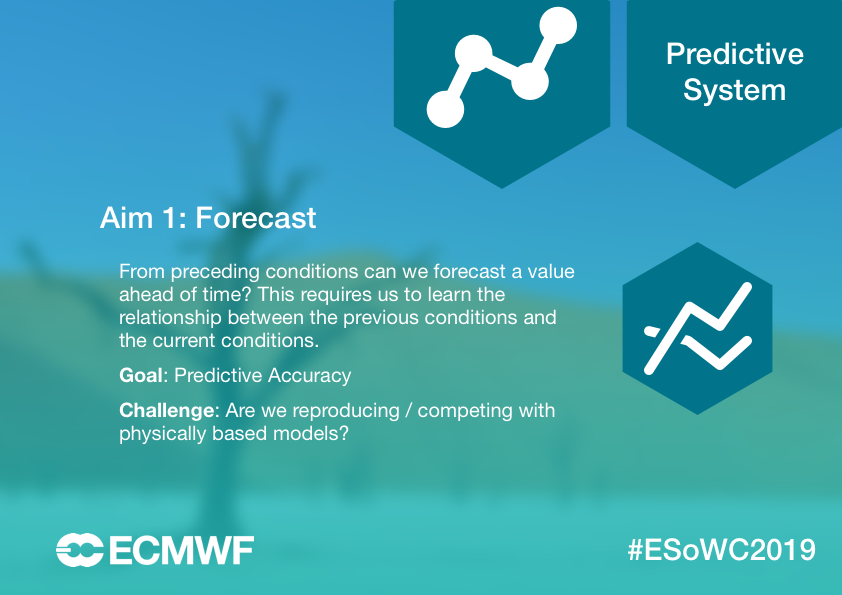 Predictive
System
Aim 1: Forecast
From preceding conditions can we forecast a value
ahead of time? This requires us to learn the
relationship between the previous conditions and
the current conditions.
Goal: Predictive Accuracy
Challenge: Are we reproducing / competing with
physically based models?
ECMWF
#ESoWC2019